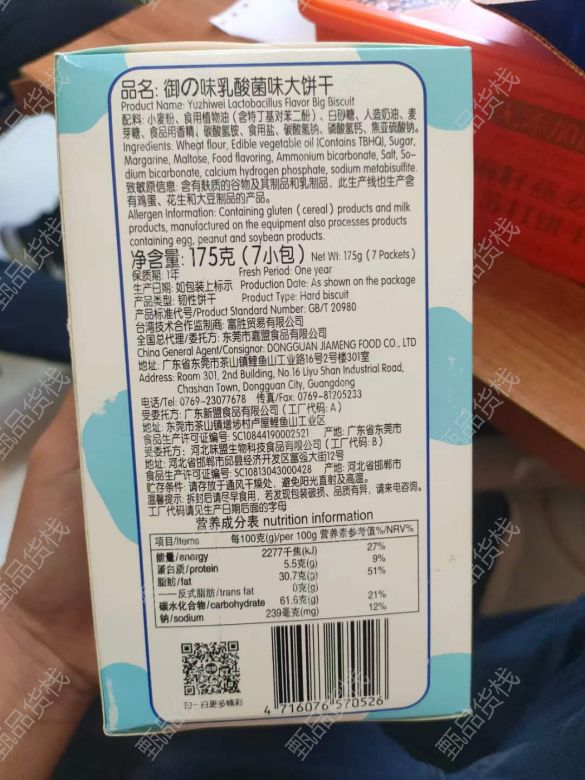 品名: 御の味乳酸菌味大饼干
Product Name: Yuzhiwei Lactobacillus Flavor Big Biscuit
配料: 小麦粉、食用植物油（含特丁基对苯二酚）、白砂糖、人造奶油、麦
芽糖、食品用香精、碳酸氢铵、食用盐、碳酸氢钠、磷酸氢钙、焦亚硫酸钠。
Ingredients: Wheat flour, Edible vegetable oil (Contains TBHQ), Sugar,
Margarine, Maltose, Food flavoring, Ammonium bicarbonate, Salt, So-
dium bicarbonate, calcium hydrogen phosphate, sodium metabisulfite.
致敏原信息: 含有麸质的谷物及其制品和乳制品，此生产线也生产含
有鸡蛋、花生和大豆制品的产品。
Allergen Information: Containing gluten ( cereal ) products and milk
products, manufactured on the equipment also processes products
containing egg, peanut and soybean products.
净含量: 175克（7小包）Net Wt: 175g (7 Packets)
保质期: 1年 Fresh Period: One year
生产日期: 如包装上标示 Production Date: As shown on the package
产品类型: 韧性饼干 Product Type: Hard biscuit
产品标准代号/Product Standard Number: GB/T 20980
台湾技术合作监制商: 富胜贸易有限公司
全国总代理/委托方: 东莞市嘉盟食品有限公司
China General Agent/Consignor: DONGGUAN JIAMENG FOOD CO., LTD
地址: 广东省东莞市茶山镇鲤鱼山工业路16号2号楼301室
Address: Room 301, 2nd Building, No.16 Liyu Shan Industrial Road,
Chashan Town, Dongguan City, Guangdong
电话/Tel: 0769-23077678 传真/Fax: 0769-81205233
受委托方: 广东新盟食品有限公司（工厂代码: A）
地址: 东莞市茶山镇增埗村卢屋鲤鱼山工业区
食品生产许可证编号: SC10844190002521 产地: 广东省东莞市
受委托方: 河北咪盟生物科技食品有限公司（工厂代码: B）
地址: 河北省邯郸市邱县经济开发区富强大街12号
食品生产许可证编号: SC10813043000428 产地: 河北省邯郸市
贮存条件: 请存放于通风干燥处，避免阳光直射及高温。
温馨提示: 拆封后请尽早食用，若发现包装破损、品质有异，请来电咨询。
工厂代码请见生产日期后面的字母
营养成分表 nutrition information
项目/Items 每100克(g)/per 100g 营养素参考值%/NRV%
能量/energy 2277千焦(kJ) 27%
蛋白质/protein 5.5克(g) 9%
脂肪/fat 30.7克(g) 51%
——反式脂肪/trans fat 0克(g)
碳水化合物/carbohydrate 61.6克(g) 21%
钠/sodium 239毫克(mg) 12%
扫一扫更多精彩
4 716076 570526
甄品货栈